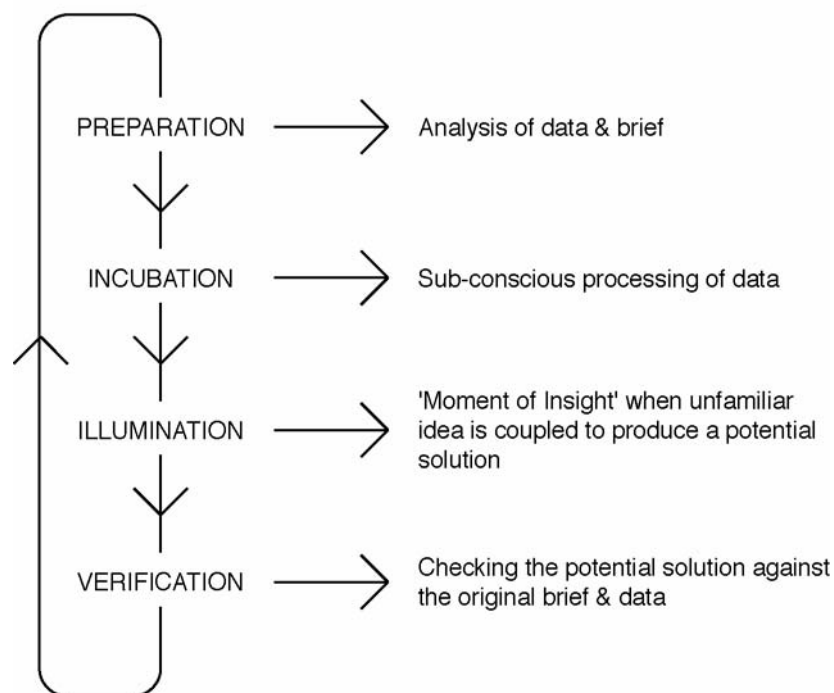 PREPARATION
Analysis of data & brief
INCUBATION
Sub-conscious processing of data
ILLUMINATION
'Moment of Insight' when unfamiliar
idea is coupled to produce a potential
solution
VERIFICATION
Checking the potential solution against
the original brief & data